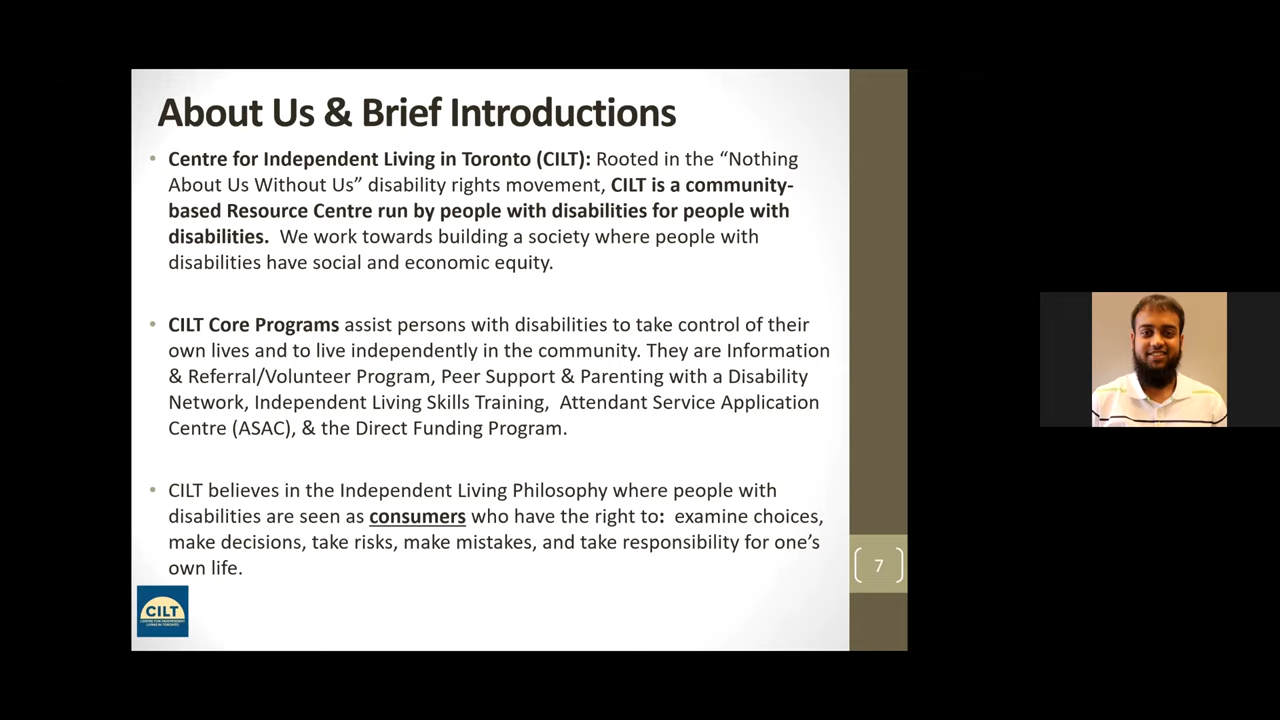 About Us & Brief Introductions
• Centre for Independent Living in Toronto (CILT): Rooted in the “Nothing
About Us Without Us” disability rights movement, CILT is a community-
based Resource Centre run by people with disabilities for people with
disabilities.  We work towards building a society where people with
disabilities have social and economic equity.
• CILT Core Programs assist persons with disabilities to take control of their
own lives and to live independently in the community. They are Information
& Referral/Volunteer Program, Peer Support & Parenting with a Disability
Network, Independent Living Skills Training,  Attendant Service Application
Centre (ASAC), & the Direct Funding Program.
• CILT believes in the Independent Living Philosophy where people with
disabilities are seen as consumers who have the right to:  examine choices,
make decisions, take risks, make mistakes, and take responsibility for one’s
own life.
7
CILT
CENTRE FOR INDEPENDENT
LIVING IN TORONTO